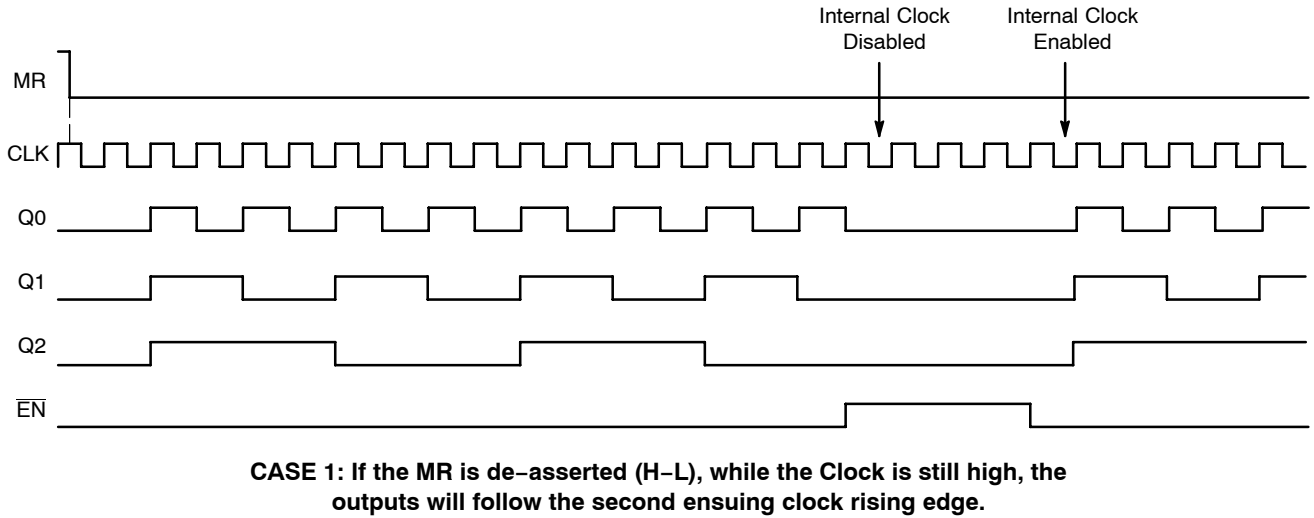 Internal Clock
Disabled
Internal Clock
Enabled
MR
CLK
Q0
Q1
Q2
E̅N̅
CASE 1: If the MR is de−asserted (H−L), while the Clock is still high, the
outputs will follow the second ensuing clock rising edge.